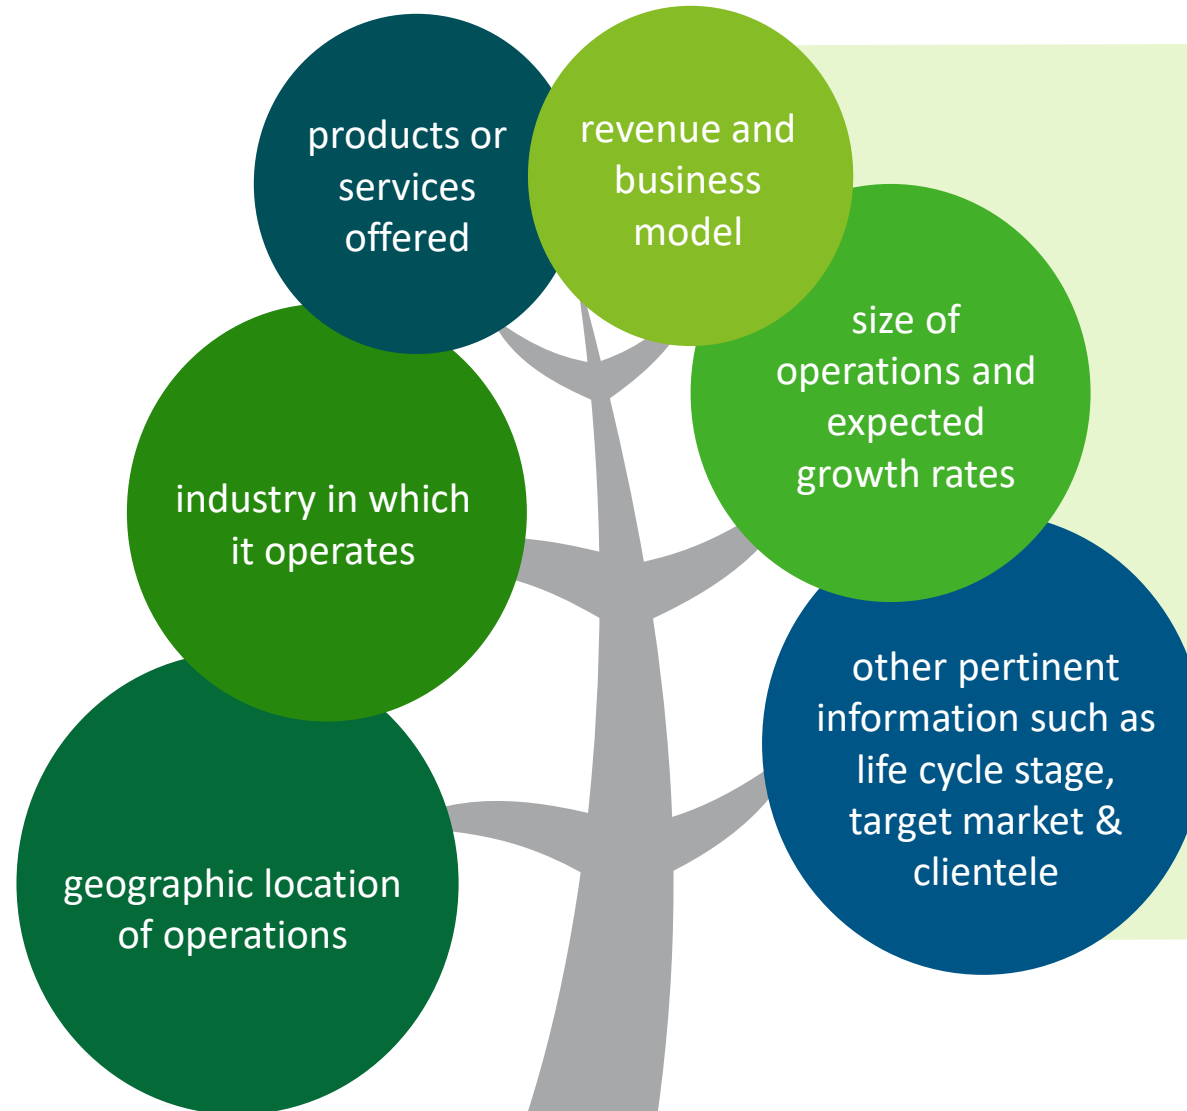 products or
services
offered
revenue and
business
model
size of
operations and
expected
growth rates
industry in which
it operates
other pertinent
information such as
life cycle stage,
target market &
clientele
geographic location
of operations